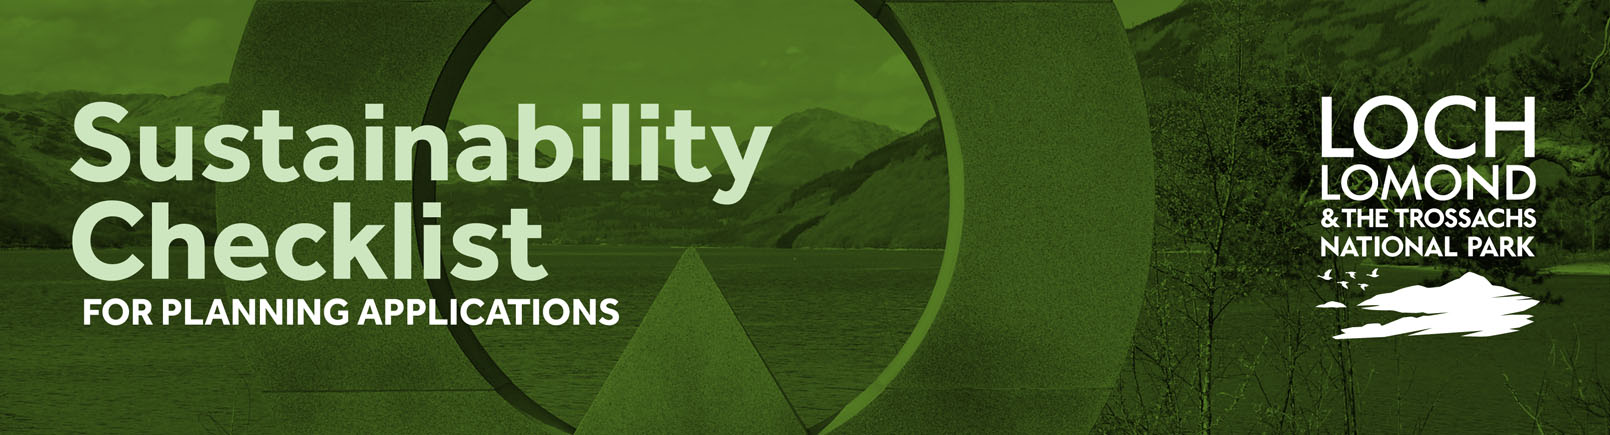 Sustainability
Checklist
FOR PLANNING APPLICATIONS
LOCH
LOMOND
& THE TROSSACHS
NATIONAL PARK